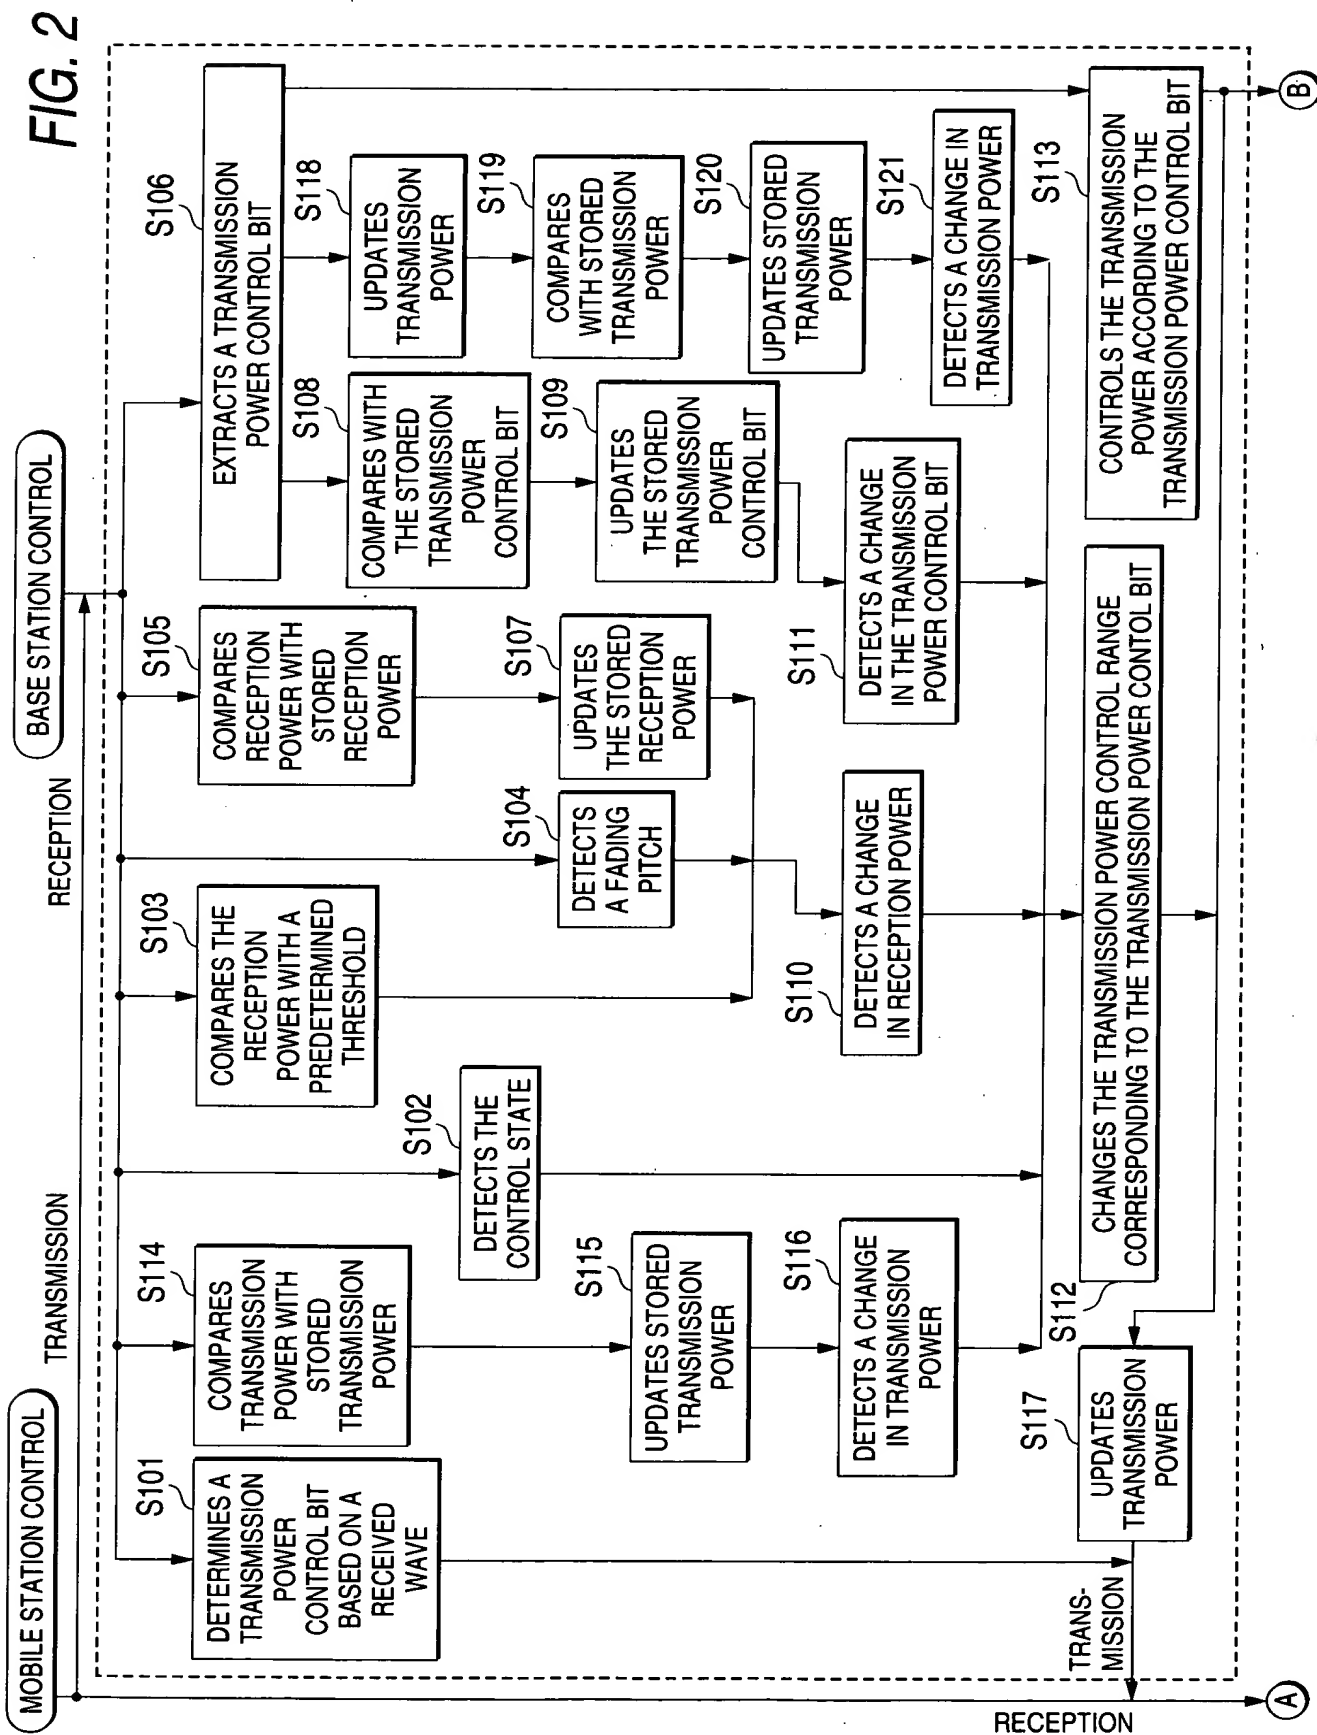 FIG. 2
MOBILE STATION CONTROL
TRANSMISSION
RECEPTION
BASE STATION CONTROL
S101
DETERMINES A
TRANSMISSION
POWER
CONTROL BIT
BASED ON A
RECEIVED
WAVE
S114
COMPARES
TRANSMISSION
POWER WITH
STORED
TRANSMISSION
POWER
S102
DETECTS THE
CONTROL STATE
S103
COMPARES THE
RECEPTION
POWER WITH A
PREDETERMINED
THRESHOLD
S104
DETECTS
A FADING
PITCH
S105
COMPARES
RECEPTION
POWER WITH
STORED
RECEPTION
POWER
S106
EXTRACTS A TRANSMISSION
POWER CONTROL BIT
S107
UPDATES
THE STORED
RECEPTION
POWER
S108
COMPARES WITH
THE STORED
TRANSMISSION
POWER
CONTROL BIT
S118
UPDATES
TRANSMISSION
POWER
S109
UPDATES
THE STORED
TRANSMISSION
POWER
CONTROL BIT
S119
COMPARES
WITH STORED
TRANSMISSION
POWER
S115
UPDATES STORED
TRANSMISSION
POWER
S120
UPDATES STORED
TRANSMISSION
POWER
S116
DETECTS A CHANGE
IN TRANSMISSION
POWER
S110
DETECTS A CHANGE
IN RECEPTION POWER
S111
DETECTS A CHANGE
IN THE TRANSMISSION
POWER CONTROL BIT
S121
DETECTS A CHANGE IN
TRANSMISSION POWER
S117
UPDATES
TRANSMISSION
POWER
S112
CHANGES THE TRANSMISSION POWER CONTROL RANGE
CORRESPONDING TO THE TRANSMISSION POWER CONTOL BIT
S113
CONTROLS THE TRANSMISSION
POWER ACCORDING TO THE
TRANSMISSION POWER CONTROL BIT
TRANS-
MISSION
RECEPTION
A
B